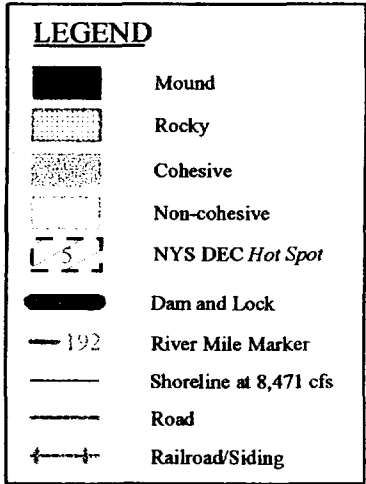 LEGEND
Mound
Rocky
Cohesive
Non-cohesive
5 NYS DEC Hot Spot
Dam and Lock
192 River Mile Marker
Shoreline at 8,471 cfs
Road
Railroad/Siding